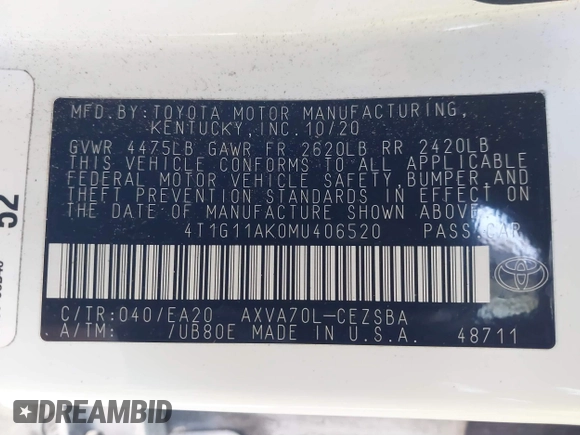 MFD.BY:TOYOTA MOTOR MANUFACTURING,
KENTUCKY,INC.10/20
GVWR 4475LB GAWR FR 2620LB RR 2420LB
THIS VEHICLE CONFORMS TO ALL APPLICABLE
FEDERAL MOTOR VEHICLE SAFETY,BUMPER,AND
THEFT PREVENTION STANDARDS IN EFFECT ON
THE DATE OF MANUFACTURE SHOWN ABOVE.
4T1G11AK0MU406520 PASS CAR
C/TR:040/EA20 AXVA70L-CEZSBA
A/TM: /UB80E MADE IN U.S.A. 48711
52
DREAMBID